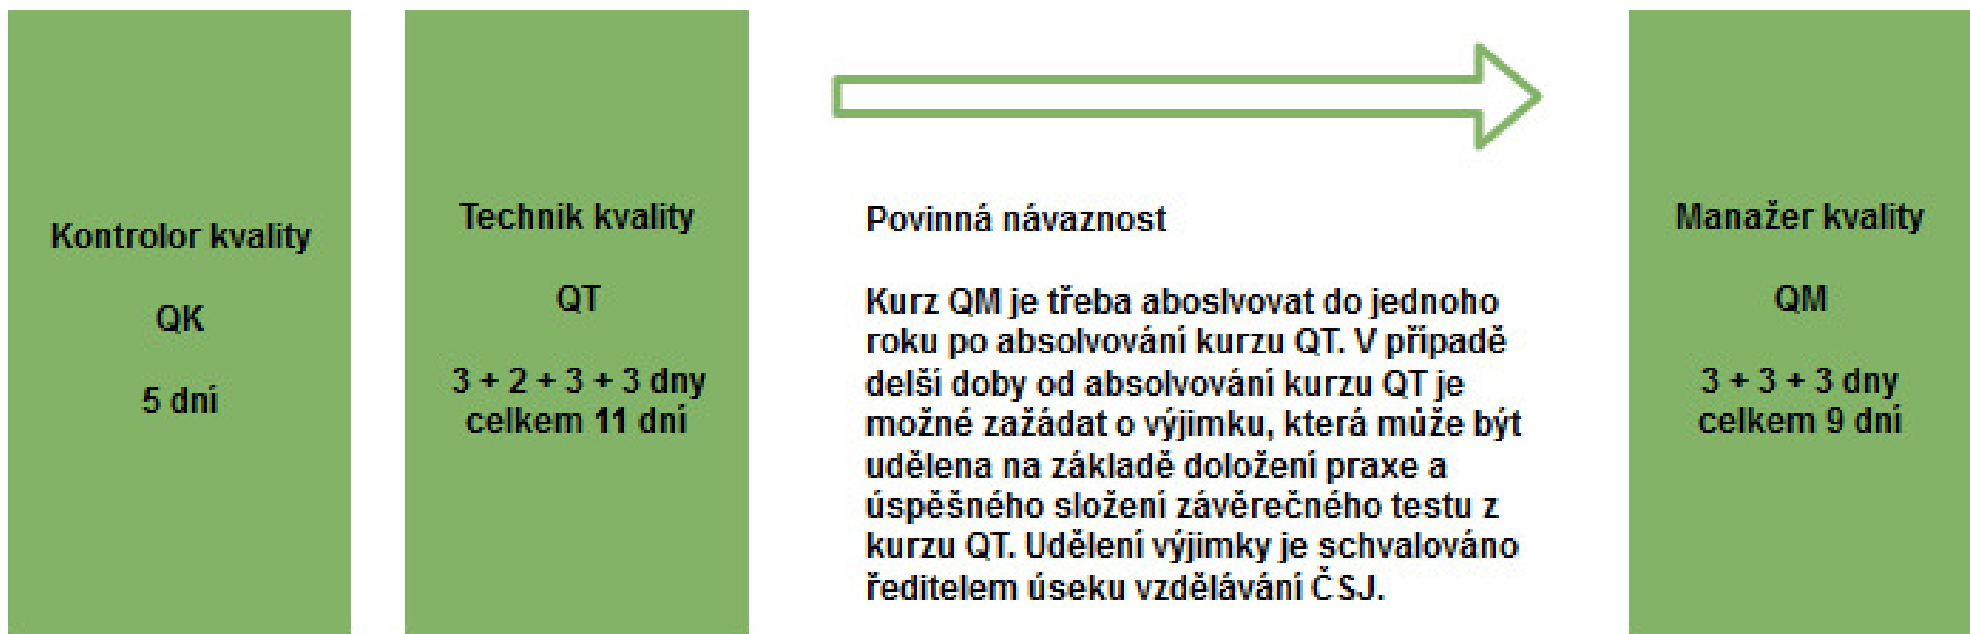 Kontrolor kvality
QK
5 dní
Technik kvality
QT
3 + 2 + 3 + 3 dny
celkem 11 dní
Povinná návaznost
Kurz QM je třeba aboslvovat do jednoho
roku po absolvování kurzu QT. V případě
delší doby od absolvování kurzu QT je
možné zažádat o výjimku, která může být
udělena na základě doložení praxe a
úspěšného složení závěrečného testu z
kurzu QT. Udělení výjimky je schvalováno
ředitelem úseku vzdělávání ČSJ.
Manažer kvality
QM
3 + 3 + 3 dny
celkem 9 dní